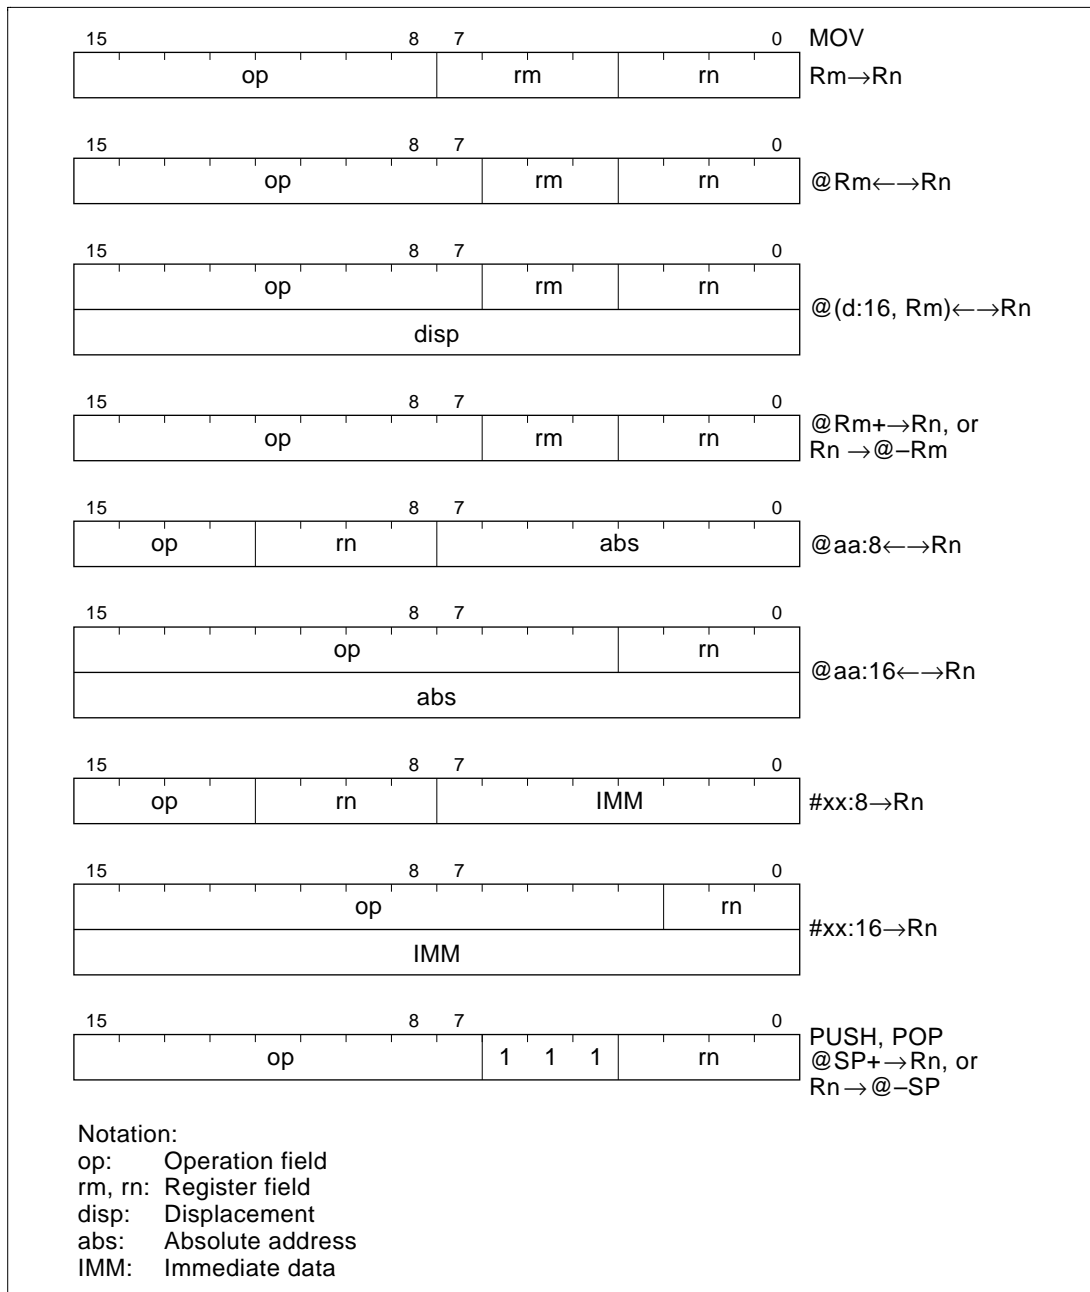 15 8 7 0 MOV
op rm rn Rm→Rn
15 8 7 0
op rm rn @Rm←→Rn
15 8 7 0
op rm rn
@(d:16, Rm)←→Rn
disp
15 8 7 0
@Rm+→Rn, or
op rm rn
Rn →@–Rm
15 8 7 0
op rn abs @aa:8←→Rn
15 8 7 0
op rn
@aa:16←→Rn
abs
15 8 7 0
op rn IMM #xx:8→Rn
15 8 7 0
op rn
#xx:16→Rn
IMM
15 8 7 0
PUSH, POP
op 1 1 1 rn @SP+→Rn, or
Rn→@–SP
Notation:
op: Operation field
rm, rn: Register field
disp: Displacement
abs: Absolute address
IMM: Immediate data